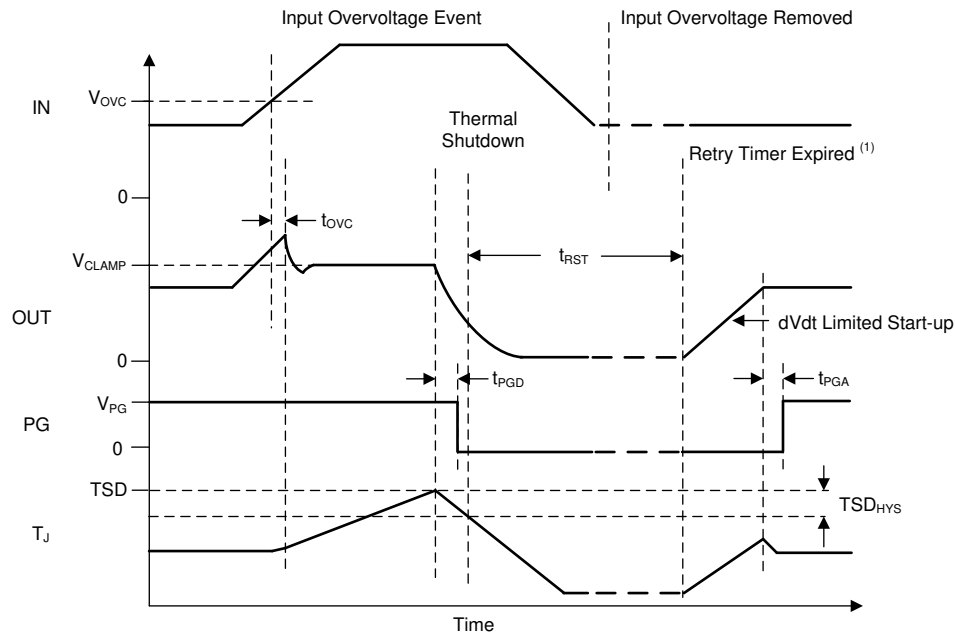 Input Overvoltage Event
Input Overvoltage Removed
IN
VOVC
Thermal
Shutdown
Retry Timer Expired (1)
0
tOVC
VCLAMP
tRST
OUT
dVdt Limited Start-up
0
tPGD
tPGA
VPG
PG
0
TSD
TSDHYS
TJ
Time